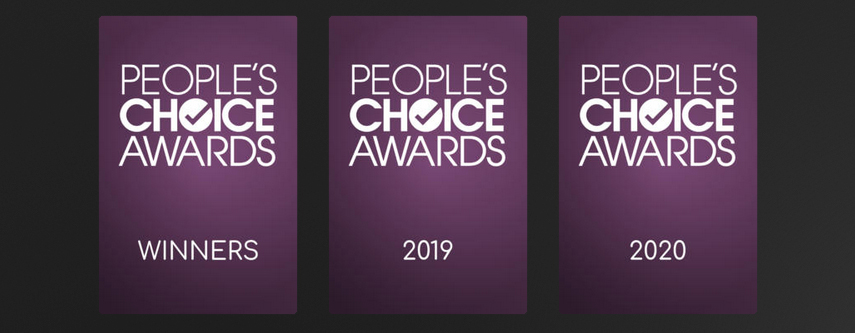 PEOPLE'S
CHOICE
AWARDS
WINNERS
PEOPLE'S
CHOICE
AWARDS
2019
PEOPLE'S
CHOICE
AWARDS
2020